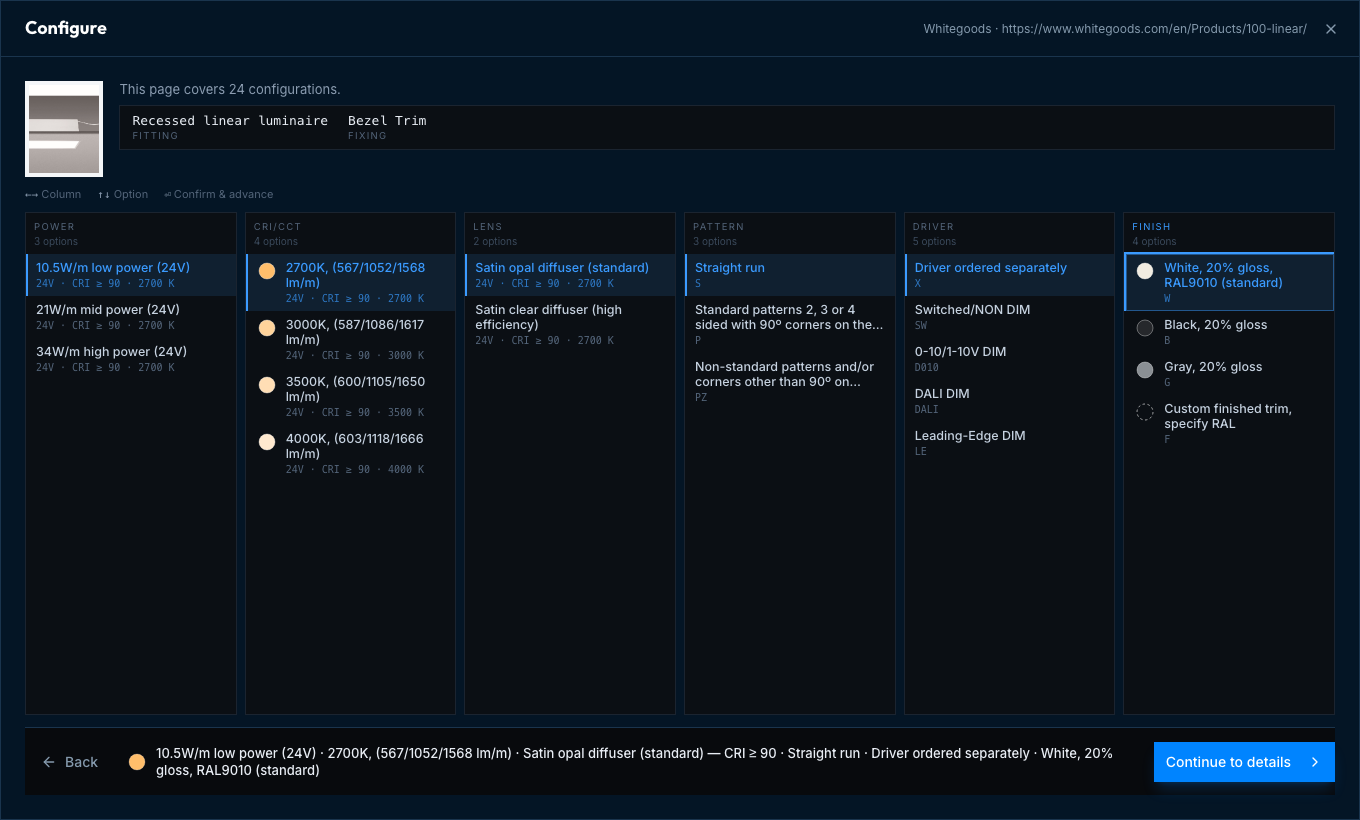 Configure
Whitegoods · https://www.whitegoods.com/en/Products/100-linear/
This page covers 24 configurations.
Recessed linear luminaire
FITTING
Bezel Trim
FIXING
←→ Column ↑↓ Option ⏎ Confirm & advance
POWER
3 options
10.5W/m low power (24V)
24V · CRI ≥ 90 · 2700 K
21W/m mid power (24V)
24V · CRI ≥ 90 · 2700 K
34W/m high power (24V)
24V · CRI ≥ 90 · 2700 K
CRI/CCT
4 options
2700K, (567/1052/1568
lm/m)
24V · CRI ≥ 90 · 2700 K
3000K, (587/1086/1617
lm/m)
24V · CRI ≥ 90 · 3000 K
3500K, (600/1105/1650
lm/m)
24V · CRI ≥ 90 · 3500 K
4000K, (603/1118/1666
lm/m)
24V · CRI ≥ 90 · 4000 K
LENS
2 options
Satin opal diffuser (standard)
24V · CRI ≥ 90 · 2700 K
Satin clear diffuser (high
efficiency)
24V · CRI ≥ 90 · 2700 K
PATTERN
3 options
Straight run
S
Standard patterns 2, 3 or 4
sided with 90º corners on the…
P
Non-standard patterns and/or
corners other than 90º on…
PZ
DRIVER
5 options
Driver ordered separately
X
Switched/NON DIM
SW
0-10/1-10V DIM
D010
DALI DIM
DALI
Leading-Edge DIM
LE
FINISH
4 options
White, 20% gloss,
RAL9010 (standard)
W
Black, 20% gloss
B
Gray, 20% gloss
G
Custom finished trim,
specify RAL
F
← Back
10.5W/m low power (24V) · 2700K, (567/1052/1568 lm/m) · Satin opal diffuser (standard) — CRI ≥ 90 · Straight run · Driver ordered separately · White, 20%
gloss, RAL9010 (standard)
Continue to details